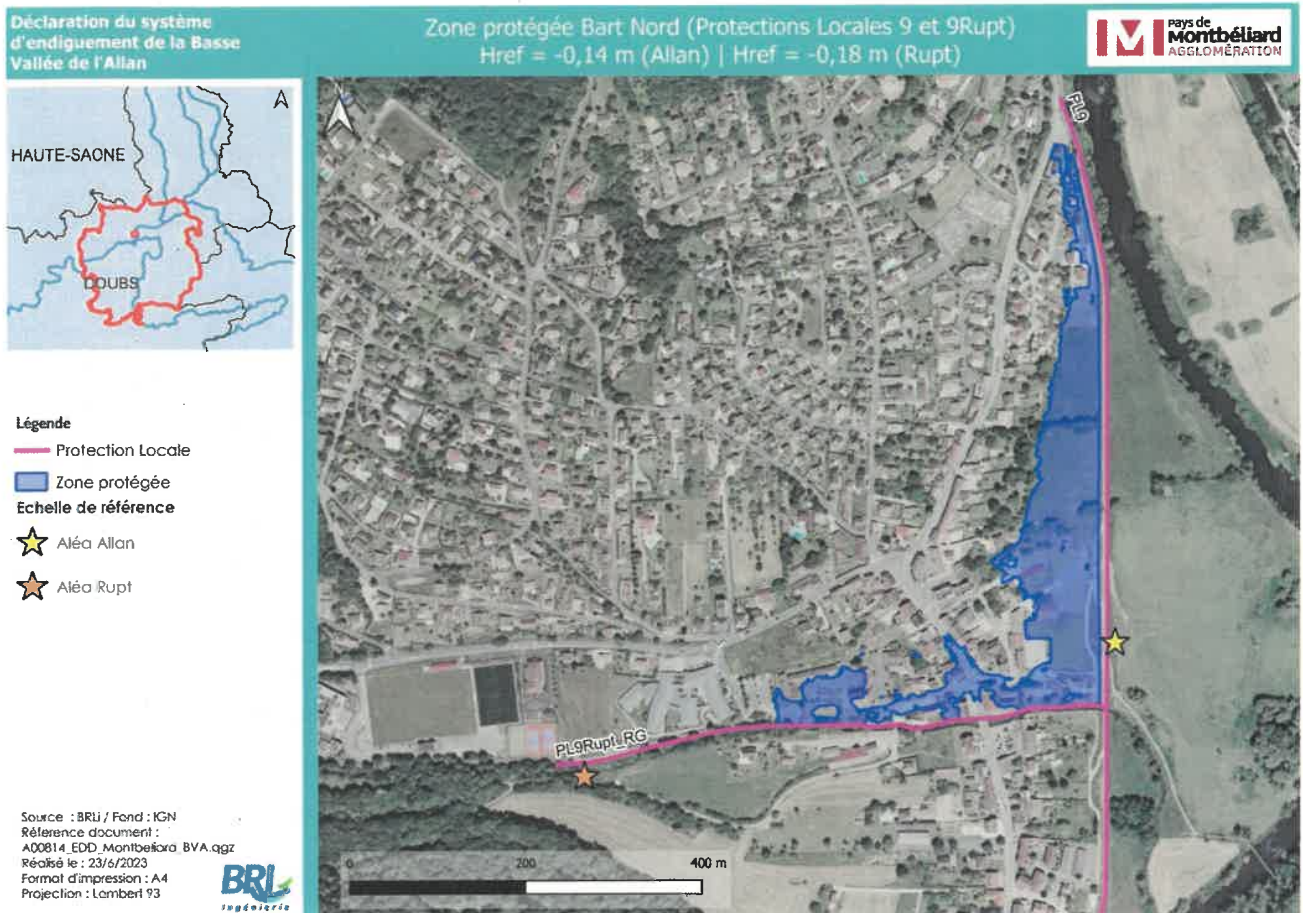 Déclaration du système
d'endiguement de la Basse
Vallée de l'Allan
Zone protégée Bart Nord (Protections Locales 9 et 9Rupt)
Href = -0,14 m (Allan) | Href = -0,18 m (Rupt)
Pays de
Montbéliard
AGGLOMÉRATION
HAUTE-SAONE
DOUBS
PL9
Légende
Protection Locale
Zone protégée
Echelle de référence
Aléa Allan
Aléa Rupt
PL9Rupt_RG
Source : BRLi / Fond : IGN
Référence document :
A00814_EDD_Montbeliard_BVA.qgz
Réalisé le : 23/6/2023
Format d'impression : A4
Projection : Lambert 93
BRL
Ingénierie
0 200 400 m